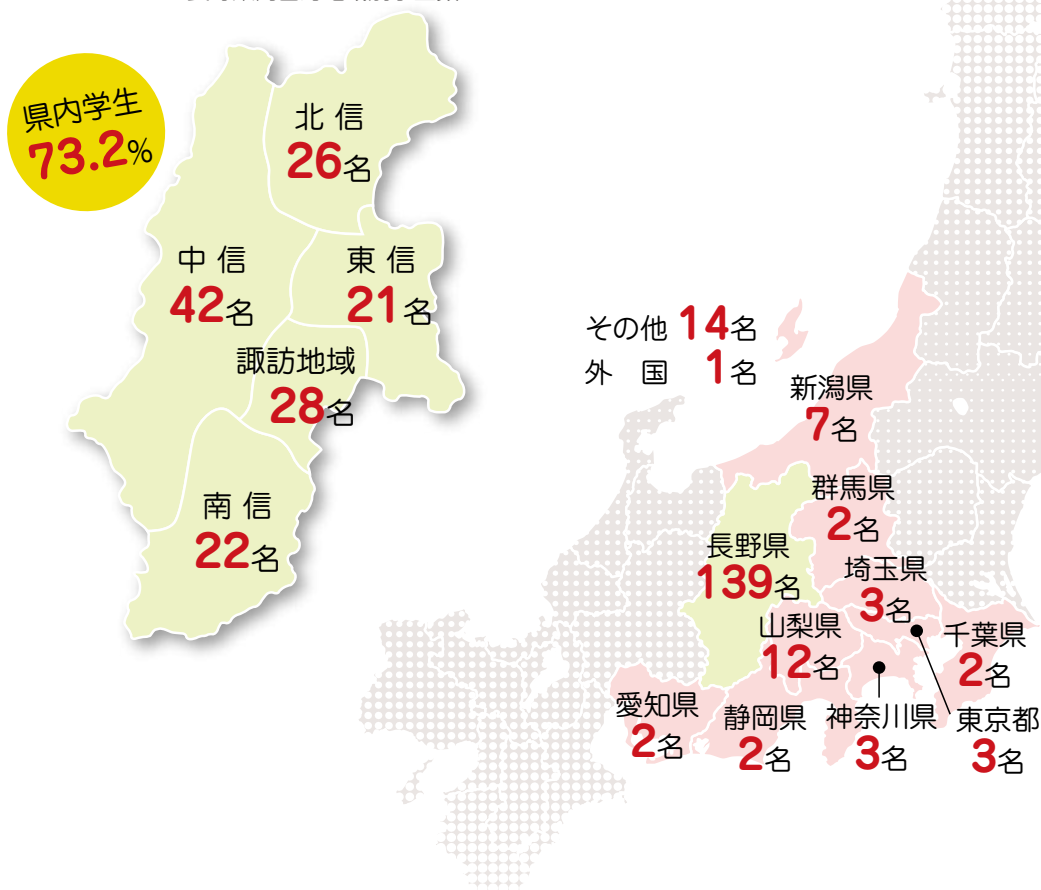 県内学生
73.2%
北信
26名
中信
42名
東信
21名
諏訪地域
28名
南信
22名
その他 14名
外 国 1名
新潟県
7名
群馬県
2名
長野県
139名
埼玉県
3名
山梨県
12名
千葉県
2名
愛知県
2名
静岡県
2名
神奈川県
3名
東京都
3名